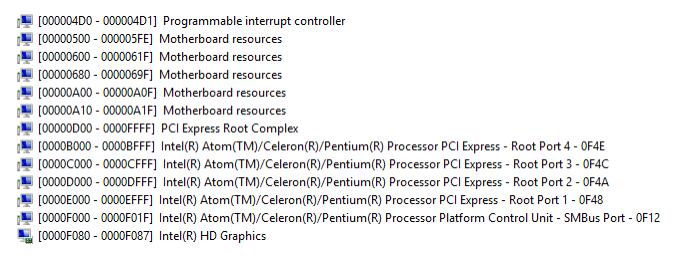 [000004D0 - 000004D1] Programmable interrupt controller
[00000500 - 000005FE] Motherboard resources
[00000600 - 0000061F] Motherboard resources
[00000680 - 0000069F] Motherboard resources
[00000A00 - 00000A0F] Motherboard resources
[00000A10 - 00000A1F] Motherboard resources
[00000D00 - 0000FFFF] PCI Express Root Complex
[0000B000 - 0000BFFF] Intel(R) Atom(TM)/Celeron(R)/Pentium(R) Processor PCI Express - Root Port 4 - 0F4E
[0000C000 - 0000CFFF] Intel(R) Atom(TM)/Celeron(R)/Pentium(R) Processor PCI Express - Root Port 3 - 0F4C
[0000D000 - 0000DFFF] Intel(R) Atom(TM)/Celeron(R)/Pentium(R) Processor PCI Express - Root Port 2 - 0F4A
[0000E000 - 0000EFFF] Intel(R) Atom(TM)/Celeron(R)/Pentium(R) Processor PCI Express - Root Port 1 - 0F48
[0000F000 - 0000F01F] Intel(R) Atom(TM)/Celeron(R)/Pentium(R) Processor Platform Control Unit - SMBus Port - 0F12
[0000F080 - 0000F087] Intel(R) HD Graphics